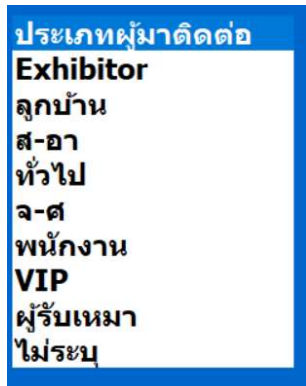 ประเภทผู้มาติดต่อ
Exhibitor
ลูกบ้าน
ส-อา
ทั่วไป
จ-ศ
พนักงาน
VIP
ผู้รับเหมา
ไม่ระบุ